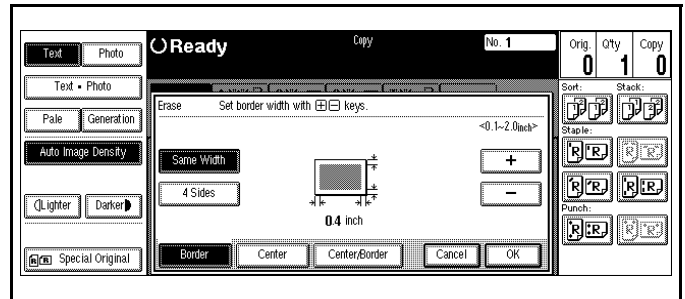 Text Photo
Text • Photo
Pale Generation
Auto Image Density
Lighter Darker
Special Original
Ready Copy No. 1
Erase Set border width with + − keys.
<0.1~2.0inch>
Same Width
4 Sides
+
−
0.4 inch
Border Center Center/Border Cancel OK
Orig. Q'ty Copy
0 1 0
Sort: Stack:
Staple:
Punch: